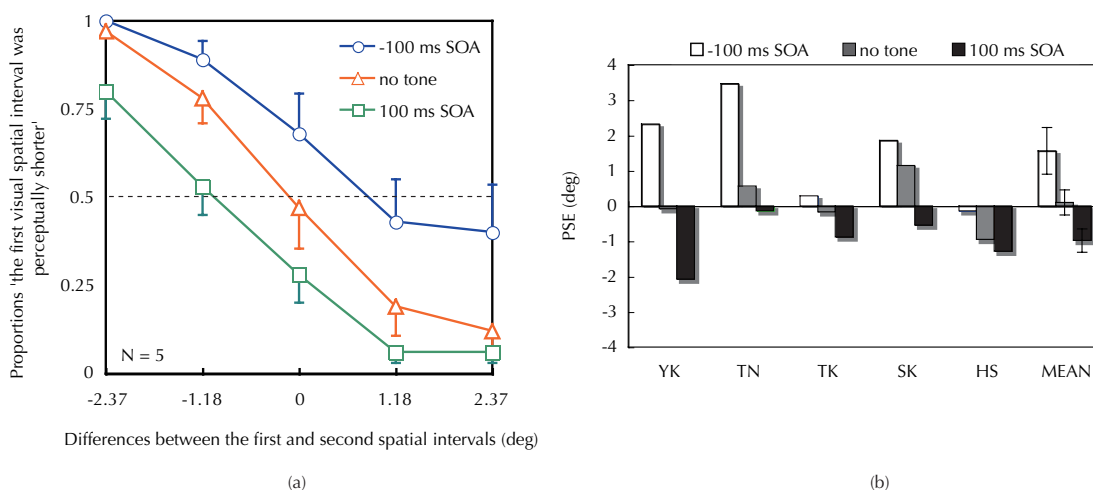 1
0.75
0.5
0.25
0
Proportions 'the first visual spatial interval was
perceptually shorter'
-100 ms SOA
no tone
100 ms SOA
N = 5
-2.37
-1.18
0
1.18
2.37
Differences between the first and second spatial intervals (deg)
(a)
-100 ms SOA
no tone
100 ms SOA
4
3
2
1
0
-1
-2
-3
-4
PSE (deg)
YK
TN
TK
SK
HS
MEAN
(b)